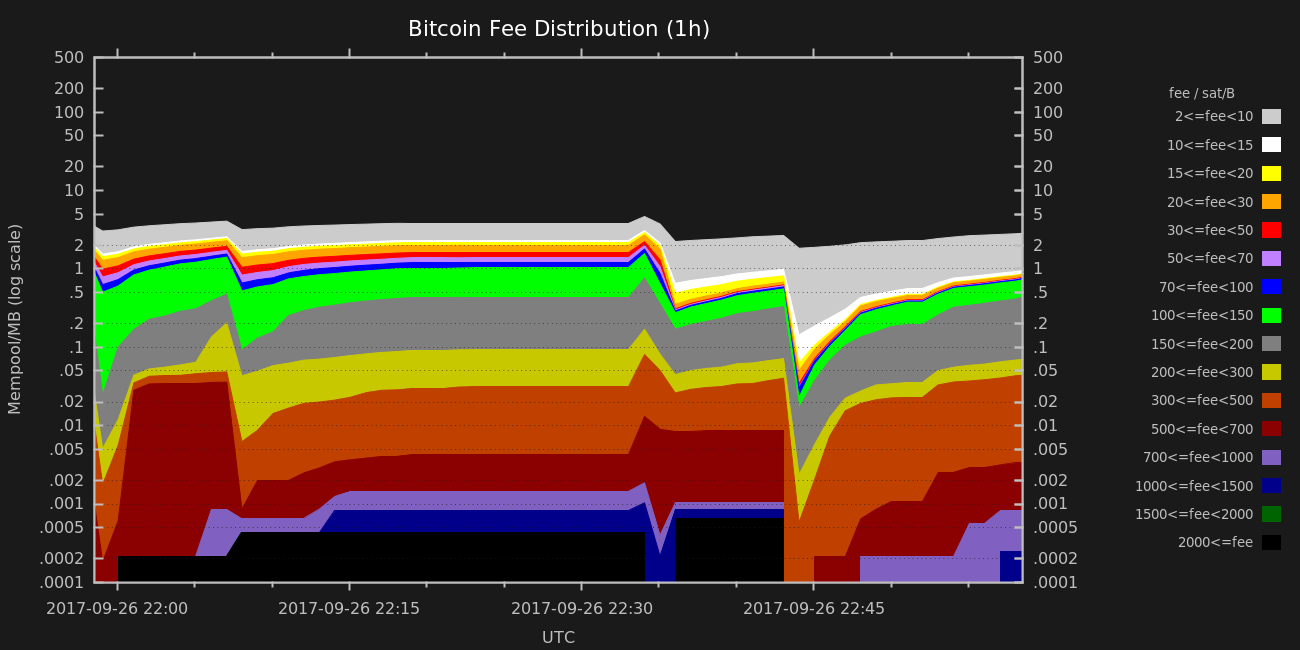 Bitcoin Fee Distribution (1h)
500
200
100
50
20
10
5
2
1
.5
.2
.1
.05
.02
.01
.005
.002
.001
.0005
.0002
.0001
Mempool/MB (log scale)
500
200
100
50
20
10
5
2
1
.5
.2
.1
.05
.02
.01
.005
.002
.001
.0005
.0002
.0001
2017-09-26 22:00 2017-09-26 22:15 2017-09-26 22:30 2017-09-26 22:45
UTC
fee / sat/B
2<=fee<10
10<=fee<15
15<=fee<20
20<=fee<30
30<=fee<50
50<=fee<70
70<=fee<100
100<=fee<150
150<=fee<200
200<=fee<300
300<=fee<500
500<=fee<700
700<=fee<1000
1000<=fee<1500
1500<=fee<2000
2000<=fee